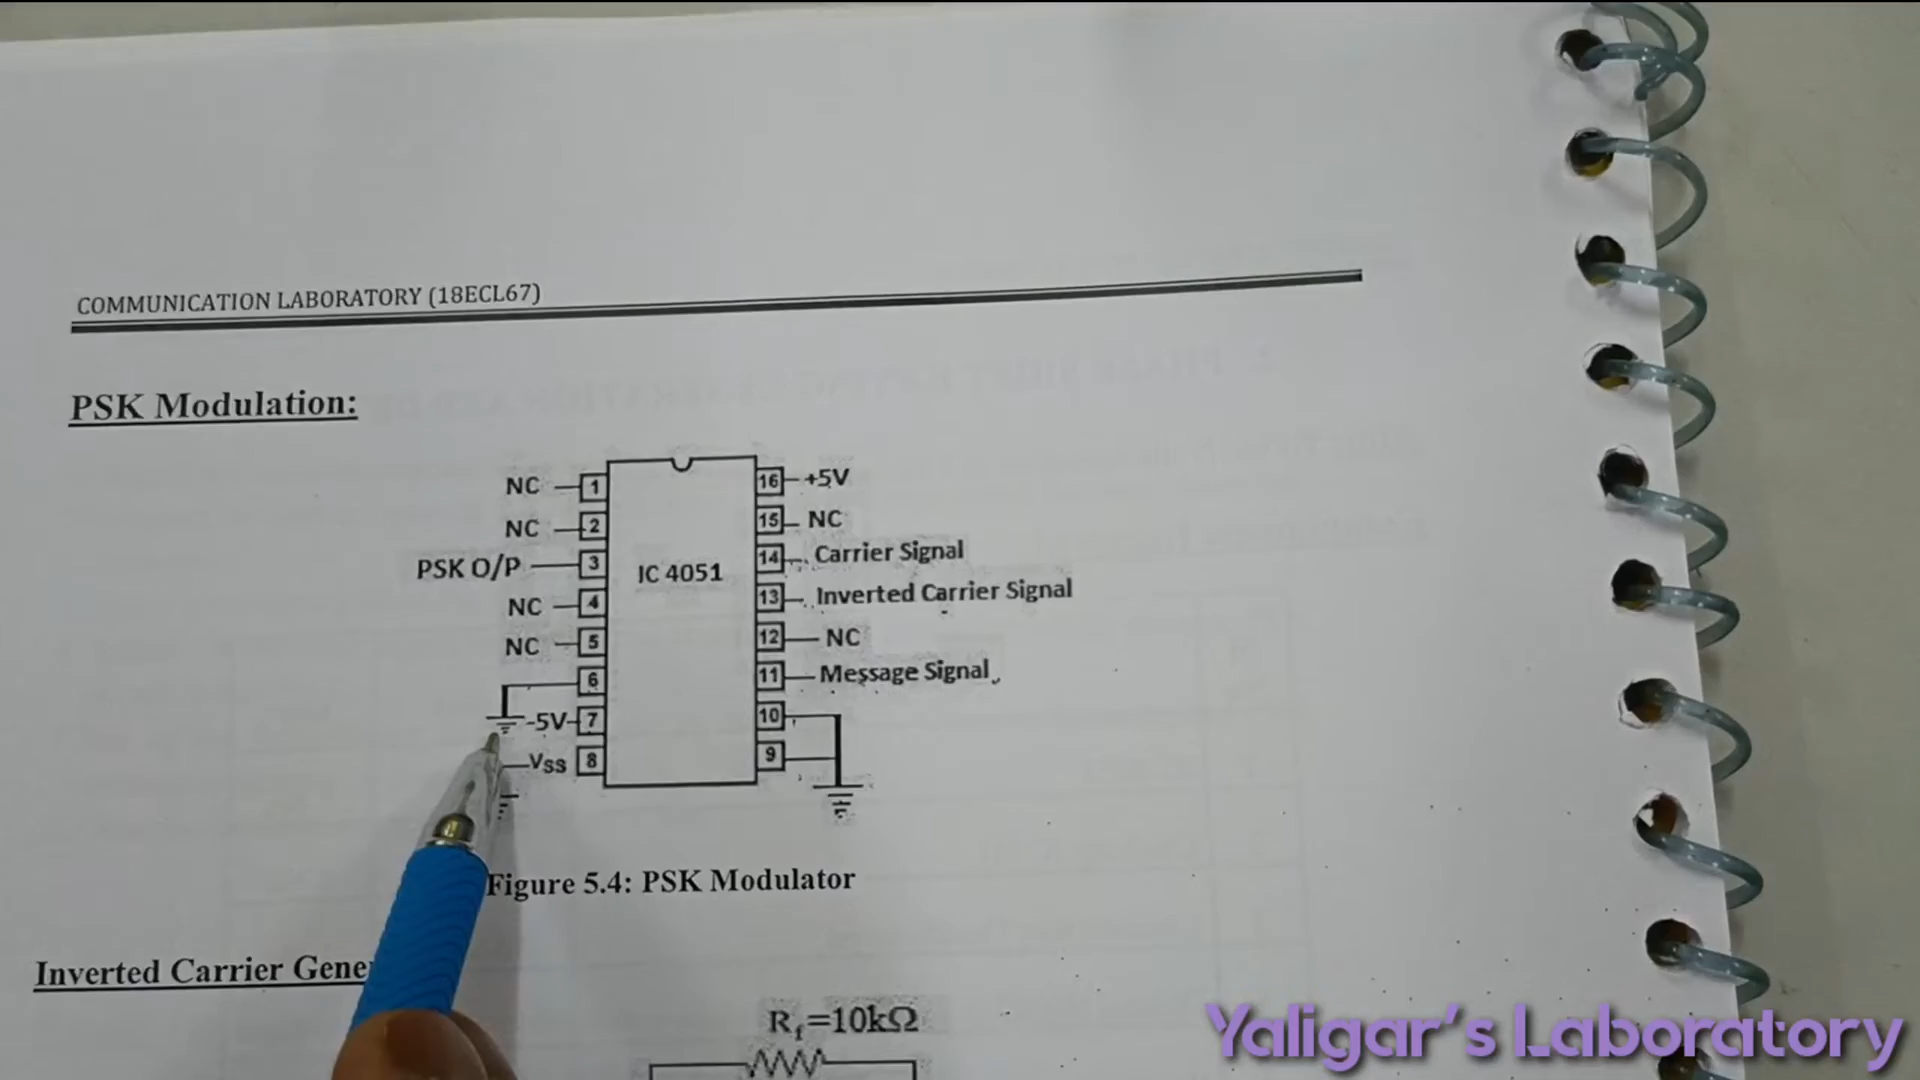 COMMUNICATION LABORATORY (18ECL67)
PSK Modulation:
NC 1
NC 2
PSK O/P 3
NC 4
NC 5
6
-5V 7
VSS 8
IC 4051
16 +5V
15 NC
14 Carrier Signal
13 Inverted Carrier Signal
12 NC
11 Message Signal
10
9
Figure 5.4: PSK Modulator
Inverted Carrier
Rf=10kΩ
Yaligar's Laboratory